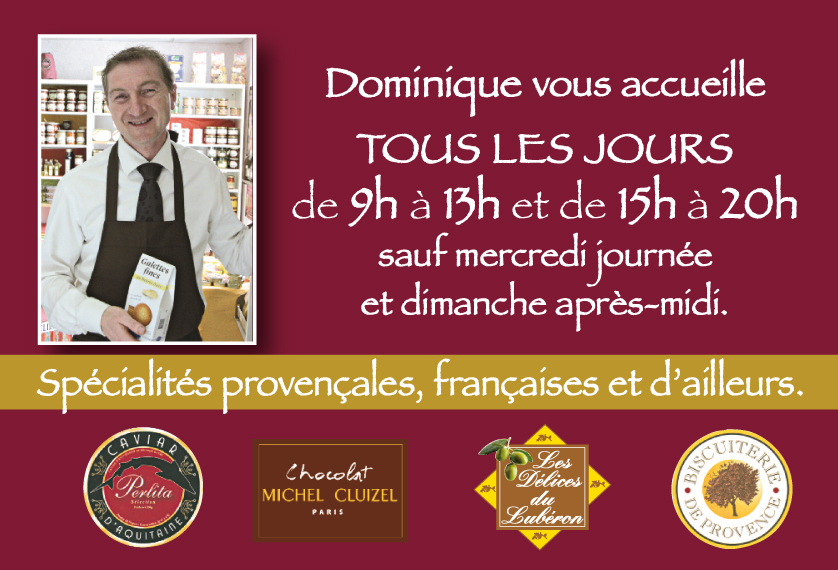 Dominique vous accueille
TOUS LES JOURS
de 9h à 13h et de 15h à 20h
sauf mercredi journée
et dimanche après-midi.
Galettes
fines
Spécialités provençales, françaises et d'ailleurs.
CAVIAR
Perlita
Sélection
D'AQUITAINE
Chocolat
MICHEL CLUIZEL
PARIS
Les
Délices
du
Lubéron
BISCUITERIE
DE PROVENCE